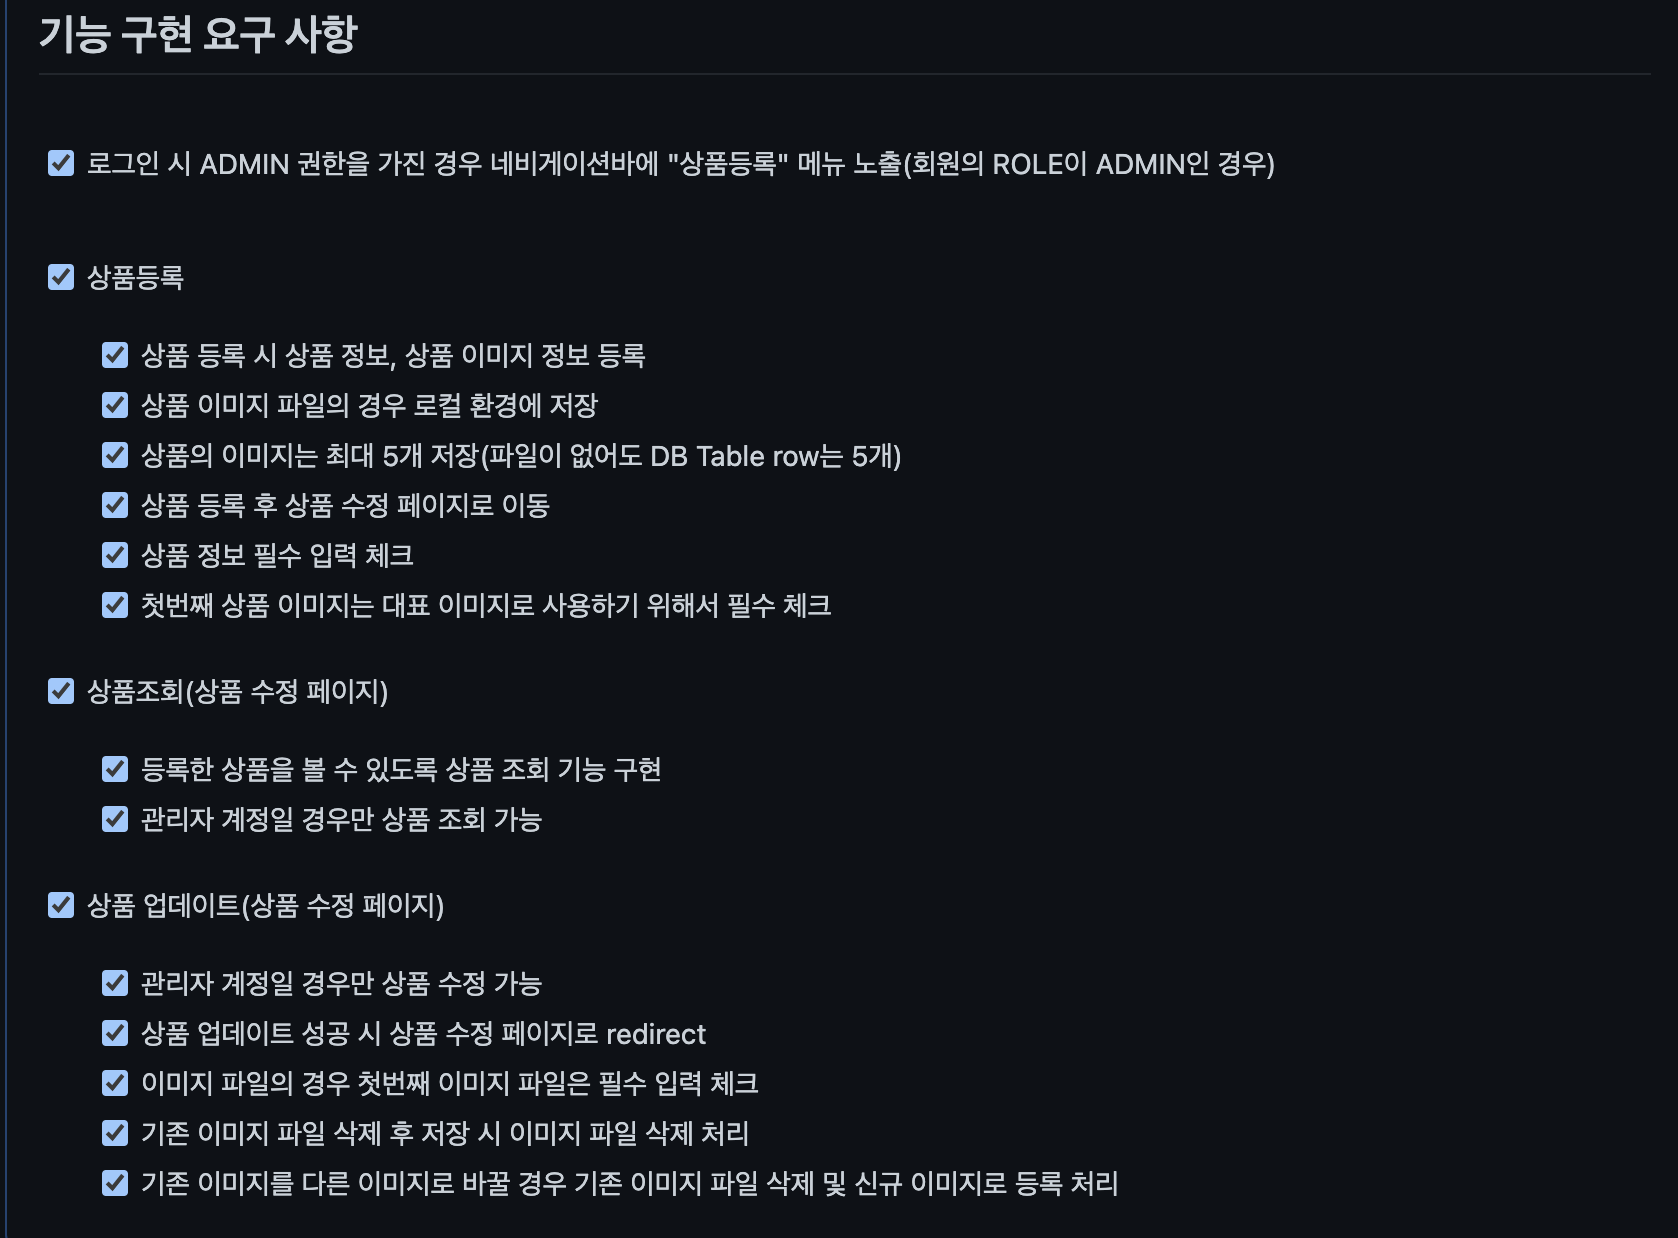 기능 구현 요구 사항
로그인 시 ADMIN 권한을 가진 경우 네비게이션바에 "상품등록" 메뉴 노출(회원의 ROLE이 ADMIN인 경우)
상품등록
상품 등록 시 상품 정보, 상품 이미지 정보 등록
상품 이미지 파일의 경우 로컬 환경에 저장
상품의 이미지는 최대 5개 저장(파일이 없어도 DB Table row는 5개)
상품 등록 후 상품 수정 페이지로 이동
상품 정보 필수 입력 체크
첫번째 상품 이미지는 대표 이미지로 사용하기 위해서 필수 체크
상품조회(상품 수정 페이지)
등록한 상품을 볼 수 있도록 상품 조회 기능 구현
관리자 계정일 경우만 상품 조회 가능
상품 업데이트(상품 수정 페이지)
관리자 계정일 경우만 상품 수정 가능
상품 업데이트 성공 시 상품 수정 페이지로 redirect
이미지 파일의 경우 첫번째 이미지 파일은 필수 입력 체크
기존 이미지 파일 삭제 후 저장 시 이미지 파일 삭제 처리
기존 이미지를 다른 이미지로 바꿀 경우 기존 이미지 파일 삭제 및 신규 이미지로 등록 처리